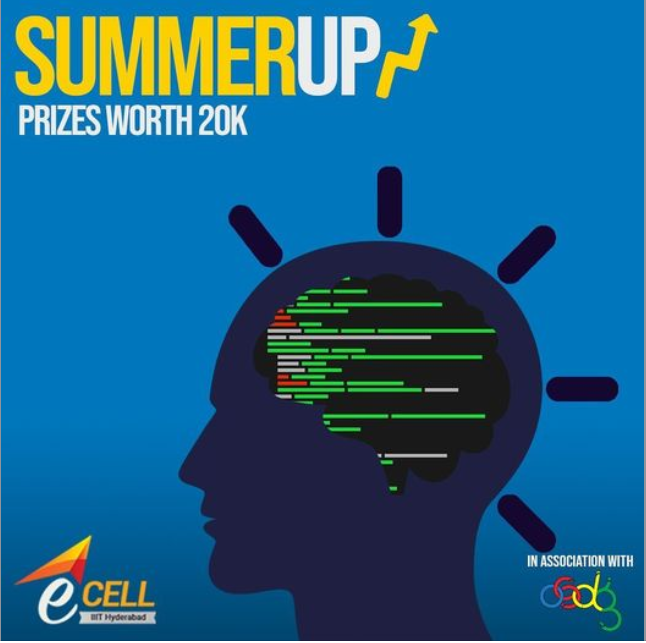 SUMMERUP
PRIZES WORTH 20K
eCELL
IIIT Hyderabad
IN ASSOCIATION WITH